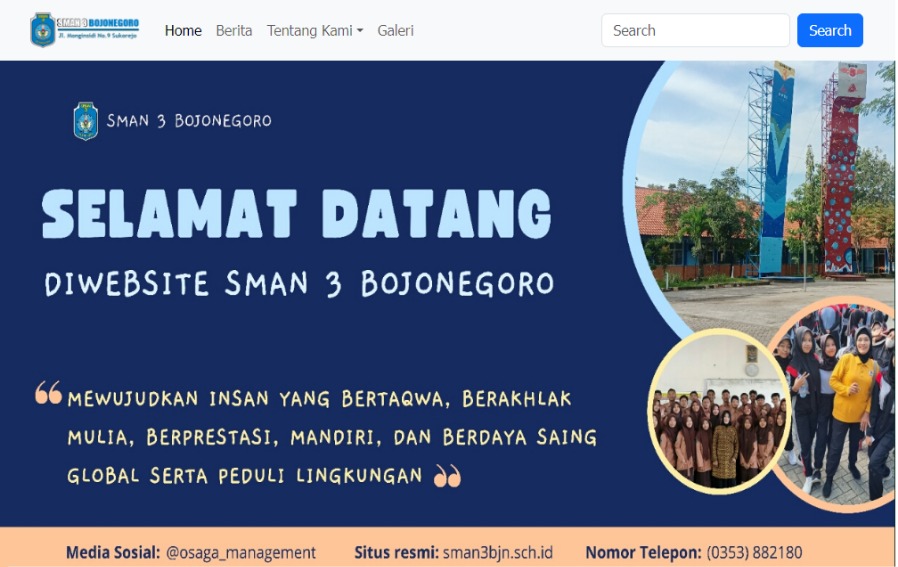 SMAN 3 BOJONEGORO
Jl. Monginsidi No.9 Sukorejo
Home Berita Tentang Kami Galeri Search Search
SMAN 3 BOJONEGORO
SELAMAT DATANG
DIWEBSITE SMAN 3 BOJONEGORO
MEWUJUDKAN INSAN YANG BERTAQWA, BERAKHLAK
MULIA, BERPRESTASI, MANDIRI, DAN BERDAYA SAING
GLOBAL SERTA PEDULI LINGKUNGAN
Media Sosial: @osaga_management Situs resmi: sman3bjn.sch.id Nomor Telepon: (0353) 882180